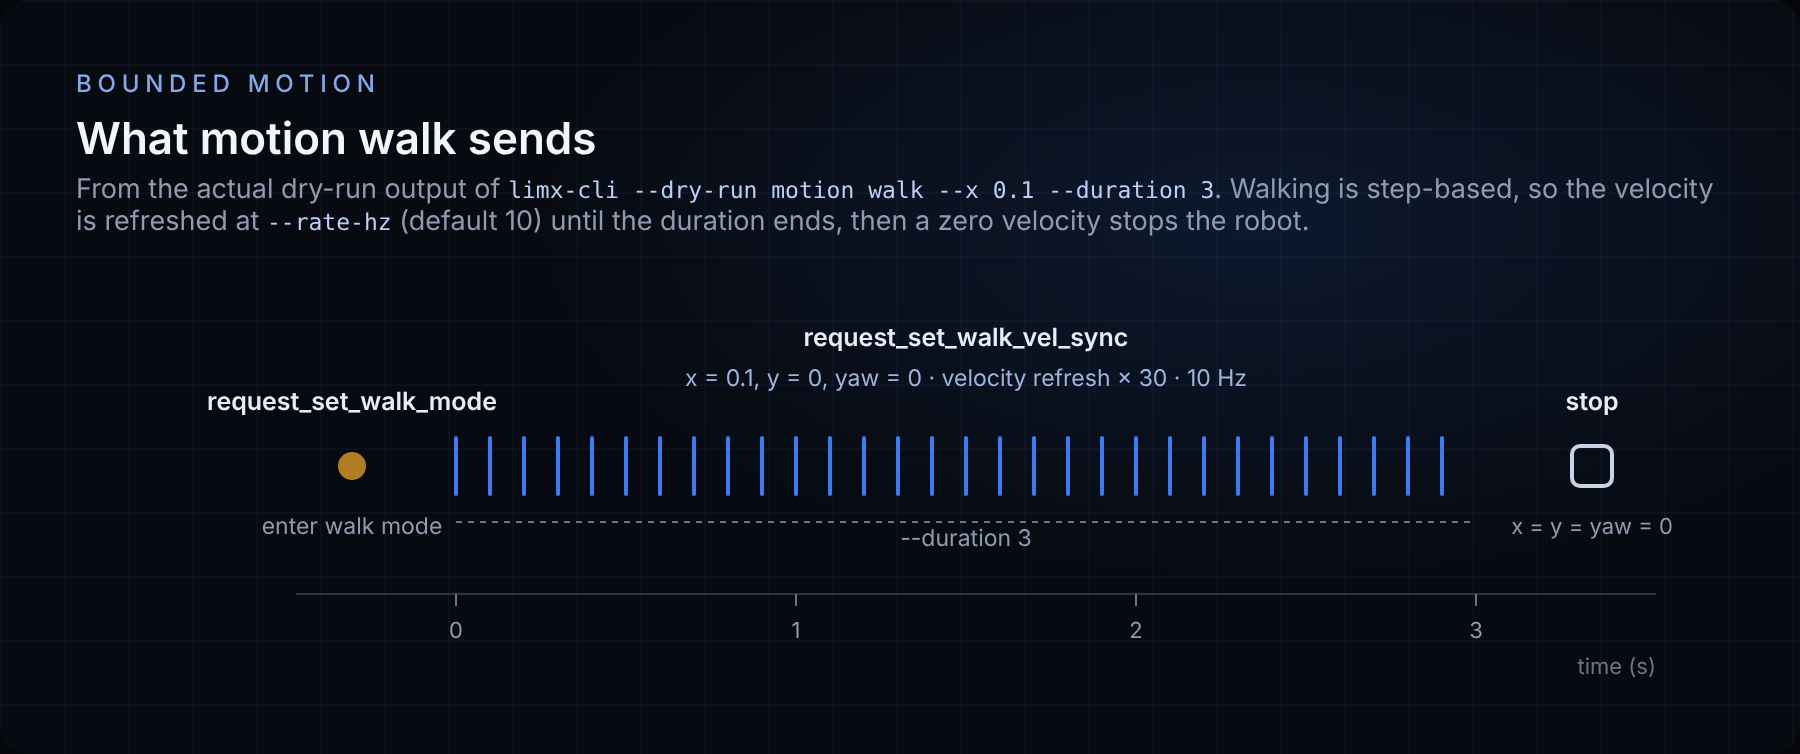 BOUNDED MOTION
What motion walk sends
From the actual dry-run output of limx-cli --dry-run motion walk --x 0.1 --duration 3. Walking is step-based, so the velocity
is refreshed at --rate-hz (default 10) until the duration ends, then a zero velocity stops the robot.
request_set_walk_vel_sync
x = 0.1, y = 0, yaw = 0 · velocity refresh × 30 · 10 Hz
request_set_walk_mode
stop
enter walk mode
x = y = yaw = 0
--duration 3
0
1
2
3
time (s)